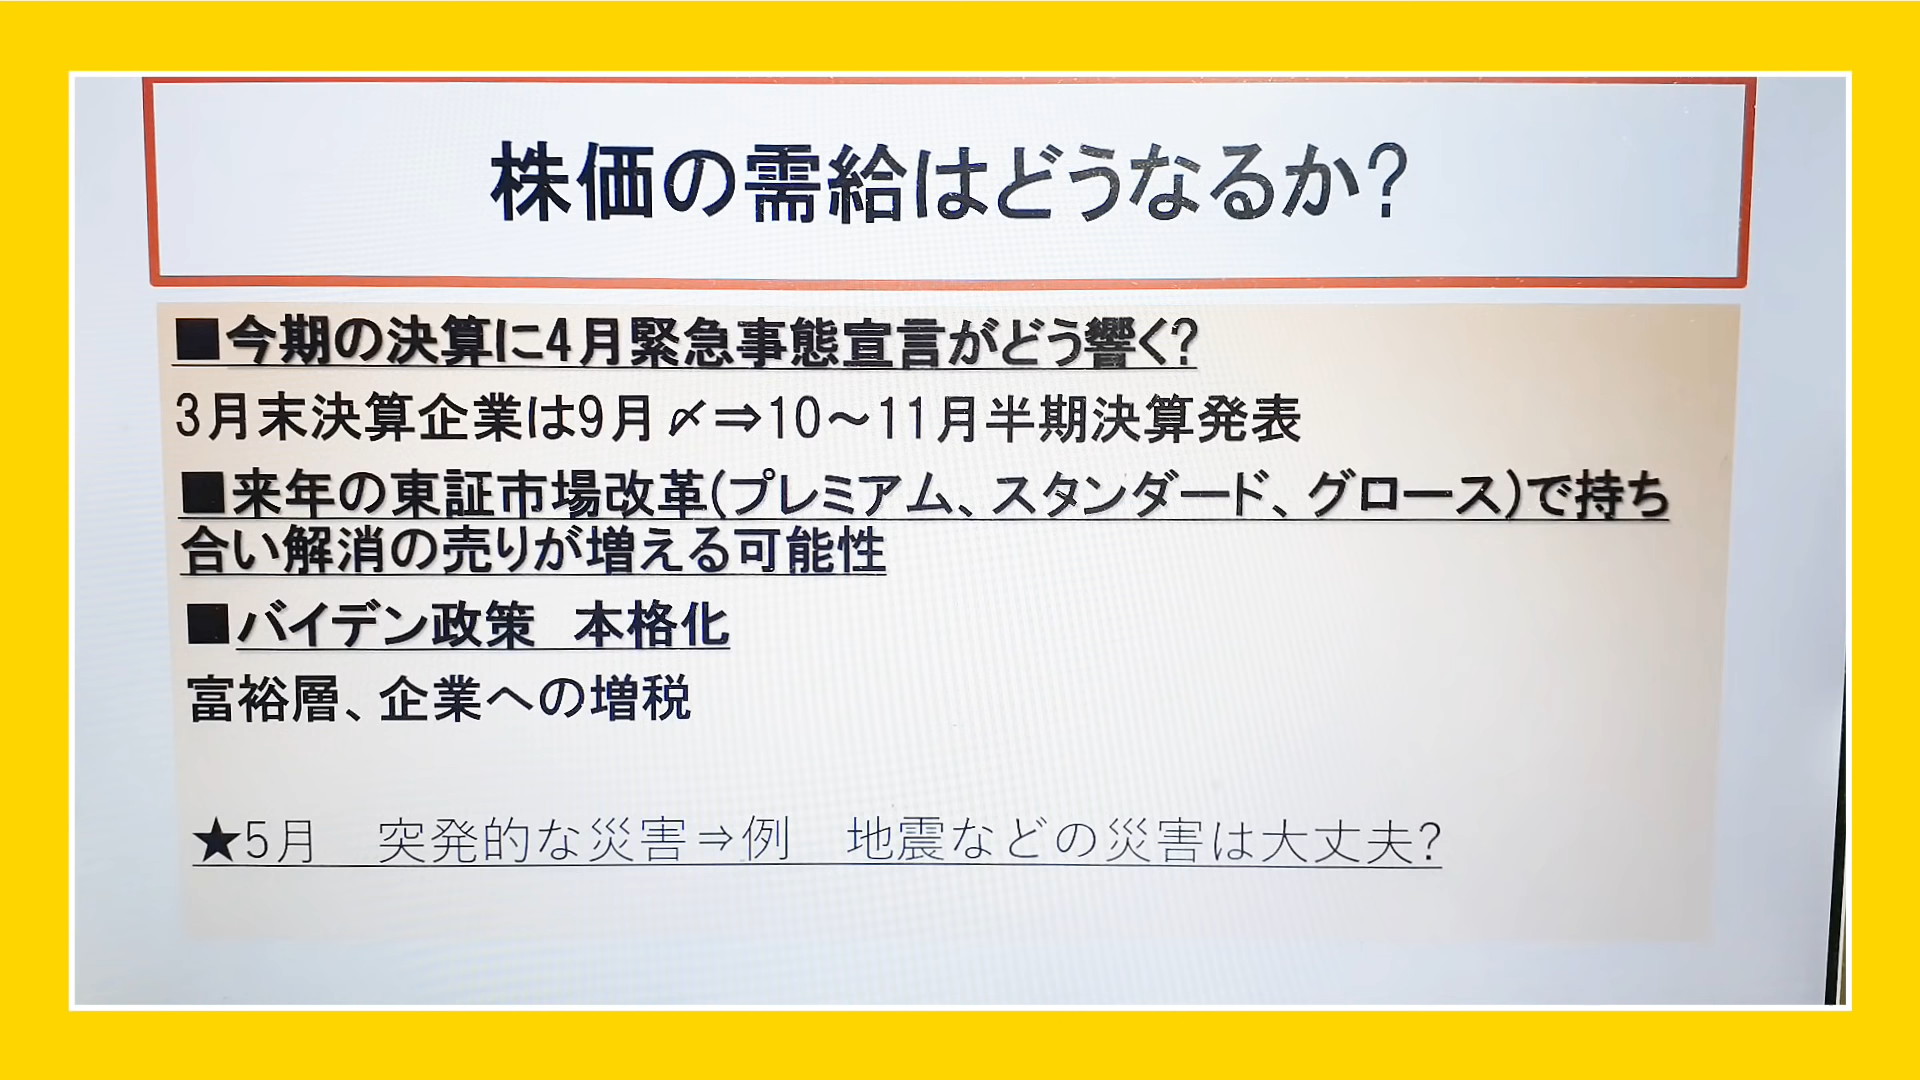 株価の需給はどうなるか?
■今期の決算に4月緊急事態宣言がどう響く?
3月末決算企業は9月〆⇒10～11月半期決算発表
■来年の東証市場改革(プレミアム、スタンダード、グロース)で持ち
合い解消の売りが増える可能性
■バイデン政策　本格化
富裕層、企業への増税
★5月　突発的な災害⇒例　地震などの災害は大丈夫?